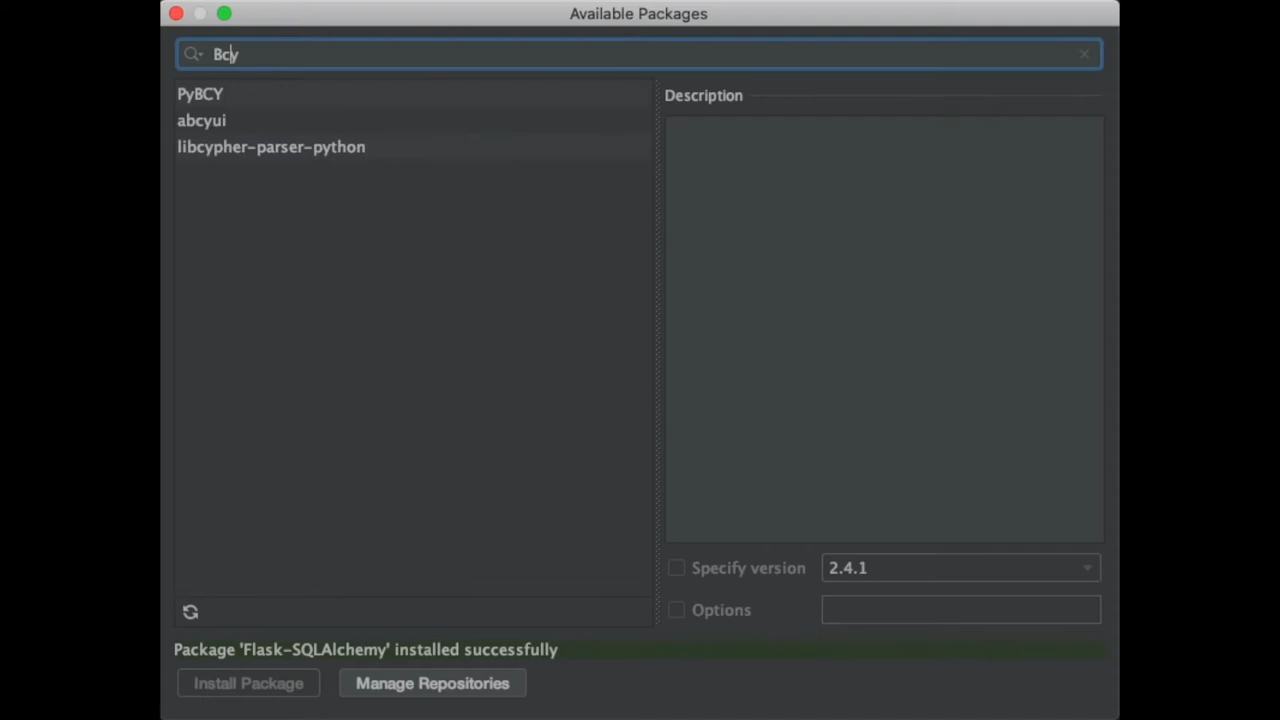 Available Packages
Bcy
PyBCY
abcyui
libcypher-parser-python
Description
Specify version
2.4.1
Options
Package 'Flask-SQLAlchemy' installed successfully
Install Package
Manage Repositories